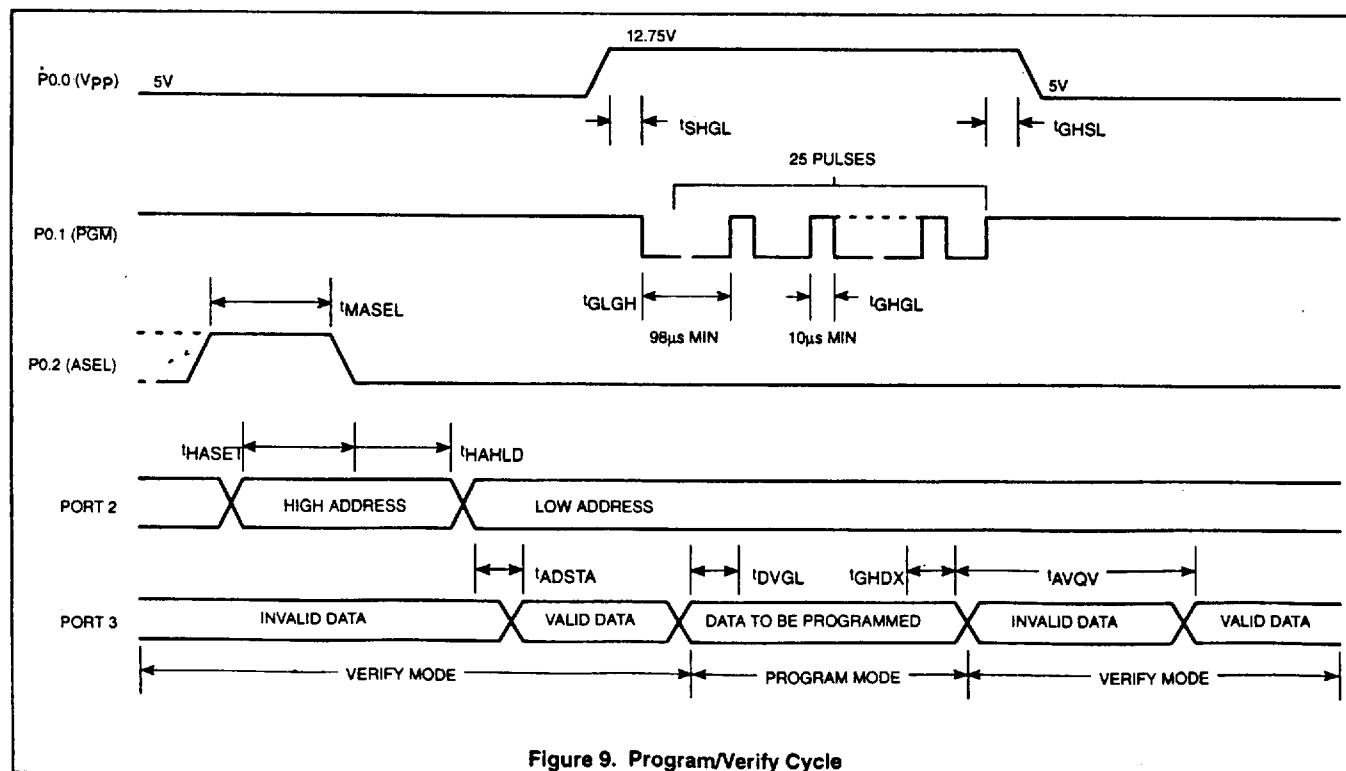 12.75V
P0.0 (Vpp) 5V 5V
tSHGL tGHSL
25 PULSES
P0.1 (PGM)
tMASEL tGLGH tGHGL
98µs MIN 10µs MIN
P0.2 (ASEL)
tHASET tHAHLD
PORT 2 HIGH ADDRESS LOW ADDRESS
tADSTA tDVGL tGHDX tAVQV
PORT 3 INVALID DATA VALID DATA DATA TO BE PROGRAMMED INVALID DATA VALID DATA
VERIFY MODE PROGRAM MODE VERIFY MODE
Figure 9. Program/Verify Cycle